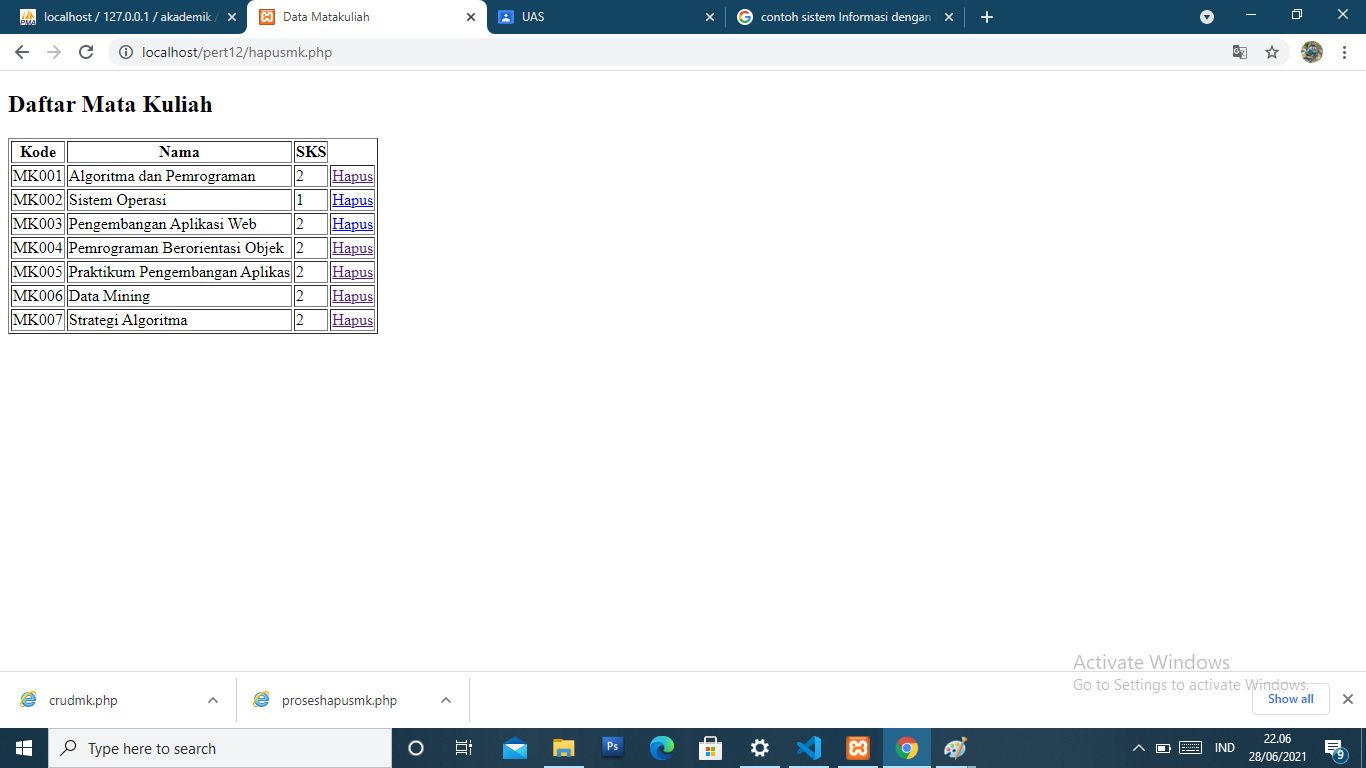 localhost / 127.0.0.1 / akademik /
Data Matakuliah
UAS
contoh sistem Informasi dengan
localhost/pert12/hapusmk.php
Daftar Mata Kuliah
Kode Nama SKS
MK001 Algoritma dan Pemrograman 2 Hapus
MK002 Sistem Operasi 1 Hapus
MK003 Pengembangan Aplikasi Web 2 Hapus
MK004 Pemrograman Berorientasi Objek 2 Hapus
MK005 Praktikum Pengembangan Aplikas 2 Hapus
MK006 Data Mining 2 Hapus
MK007 Strategi Algoritma 2 Hapus
Activate Windows
Go to Settings to activate Windows.
crudmk.php
proseshapusmk.php
Show all
Type here to search
Ps
IND
22.06
28/06/2021
9